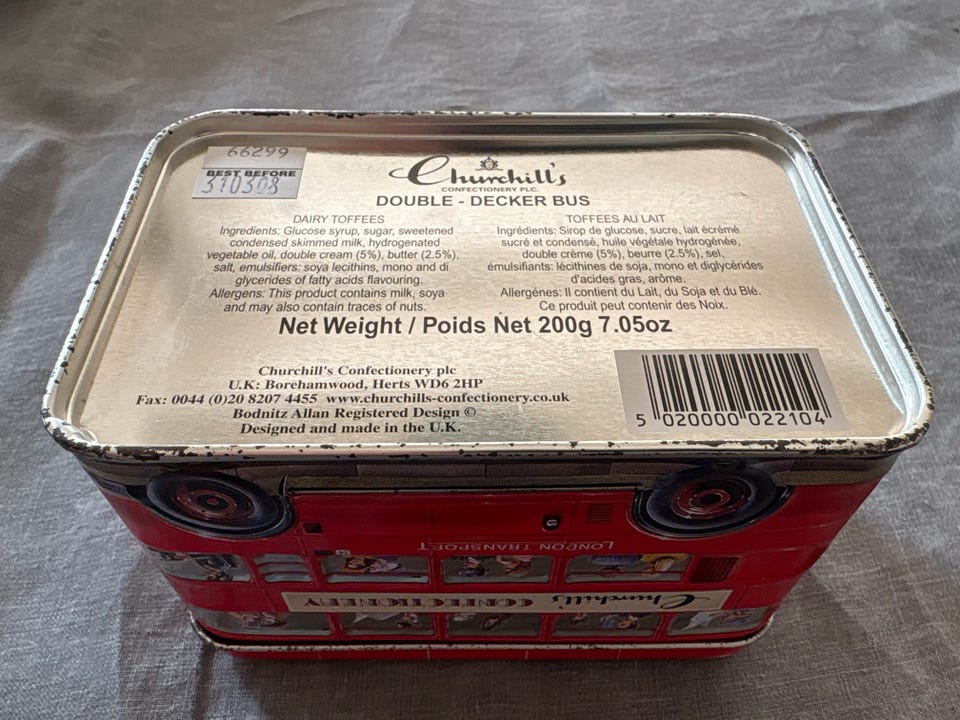 66299
BEST BEFORE
310308
Churchill's
CONFECTIONERY PLC.
DOUBLE - DECKER BUS
DAIRY TOFFEES
Ingredients: Glucose syrup, sugar, sweetened
condensed skimmed milk, hydrogenated
vegetable oil, double cream (5%), butter (2.5%),
salt, emulsifiers: soya lecithins, mono and di
glycerides of fatty acids flavouring.
Allergens: This product contains milk, soya
and may also contain traces of nuts.
TOFFEES AU LAIT
Ingrédients: Sirop de glucose, sucre, lait écrémé
sucré et condensé, huile végétale hydrogénée,
double crème (5%), beurre (2.5%), sel,
émulsifiants: lécithines de soja, mono et diglycérides
d'acides gras, arôme.
Allergénes: Il contient du Lait, du Soja et du Blé.
Ce produit peut contenir des Noix.
Net Weight / Poids Net 200g 7.05oz
Churchill's Confectionery plc
U.K: Borehamwood, Herts WD6 2HP
Fax: 0044 (0)20 8207 4455 www.churchills-confectionery.co.uk
Bodnitz Allan Registered Design ©
Designed and made in the U.K.
5 020000 022104
LONDON TRANSPORT
Churchill's CONFECTIONERY